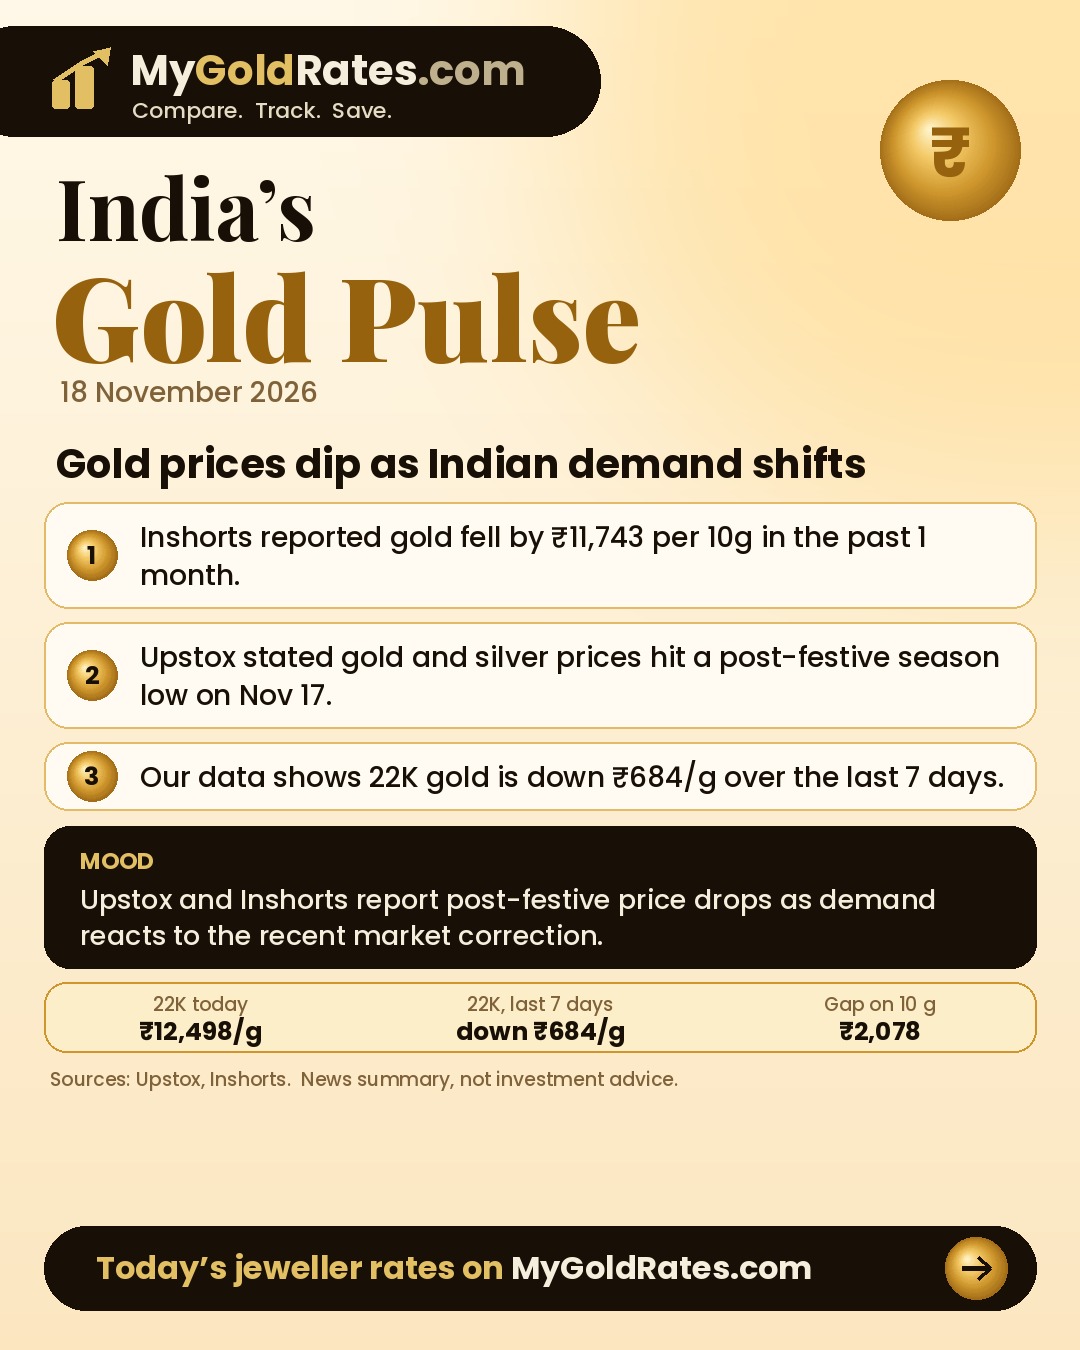 MyGoldRates.com
Compare. Track. Save.
₹
India’s
Gold Pulse
18 November 2026
Gold prices dip as Indian demand shifts
1
Inshorts reported gold fell by ₹11,743 per 10g in the past 1
month.
2
Upstox stated gold and silver prices hit a post-festive season
low on Nov 17.
3
Our data shows 22K gold is down ₹684/g over the last 7 days.
MOOD
Upstox and Inshorts report post-festive price drops as demand
reacts to the recent market correction.
22K today
₹12,498/g
22K, last 7 days
down ₹684/g
Gap on 10 g
₹2,078
Sources: Upstox, Inshorts. News summary, not investment advice.
Today’s jeweller rates on MyGoldRates.com